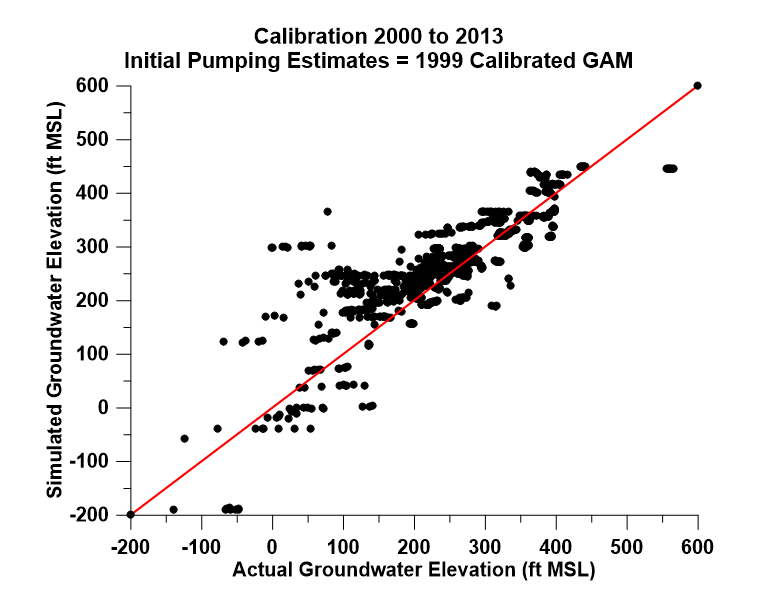 Calibration 2000 to 2013
Initial Pumping Estimates = 1999 Calibrated GAM
Simulated Groundwater Elevation (ft MSL)
600
500
400
300
200
100
0
-100
-200
-200 -100 0 100 200 300 400 500 600
Actual Groundwater Elevation (ft MSL)